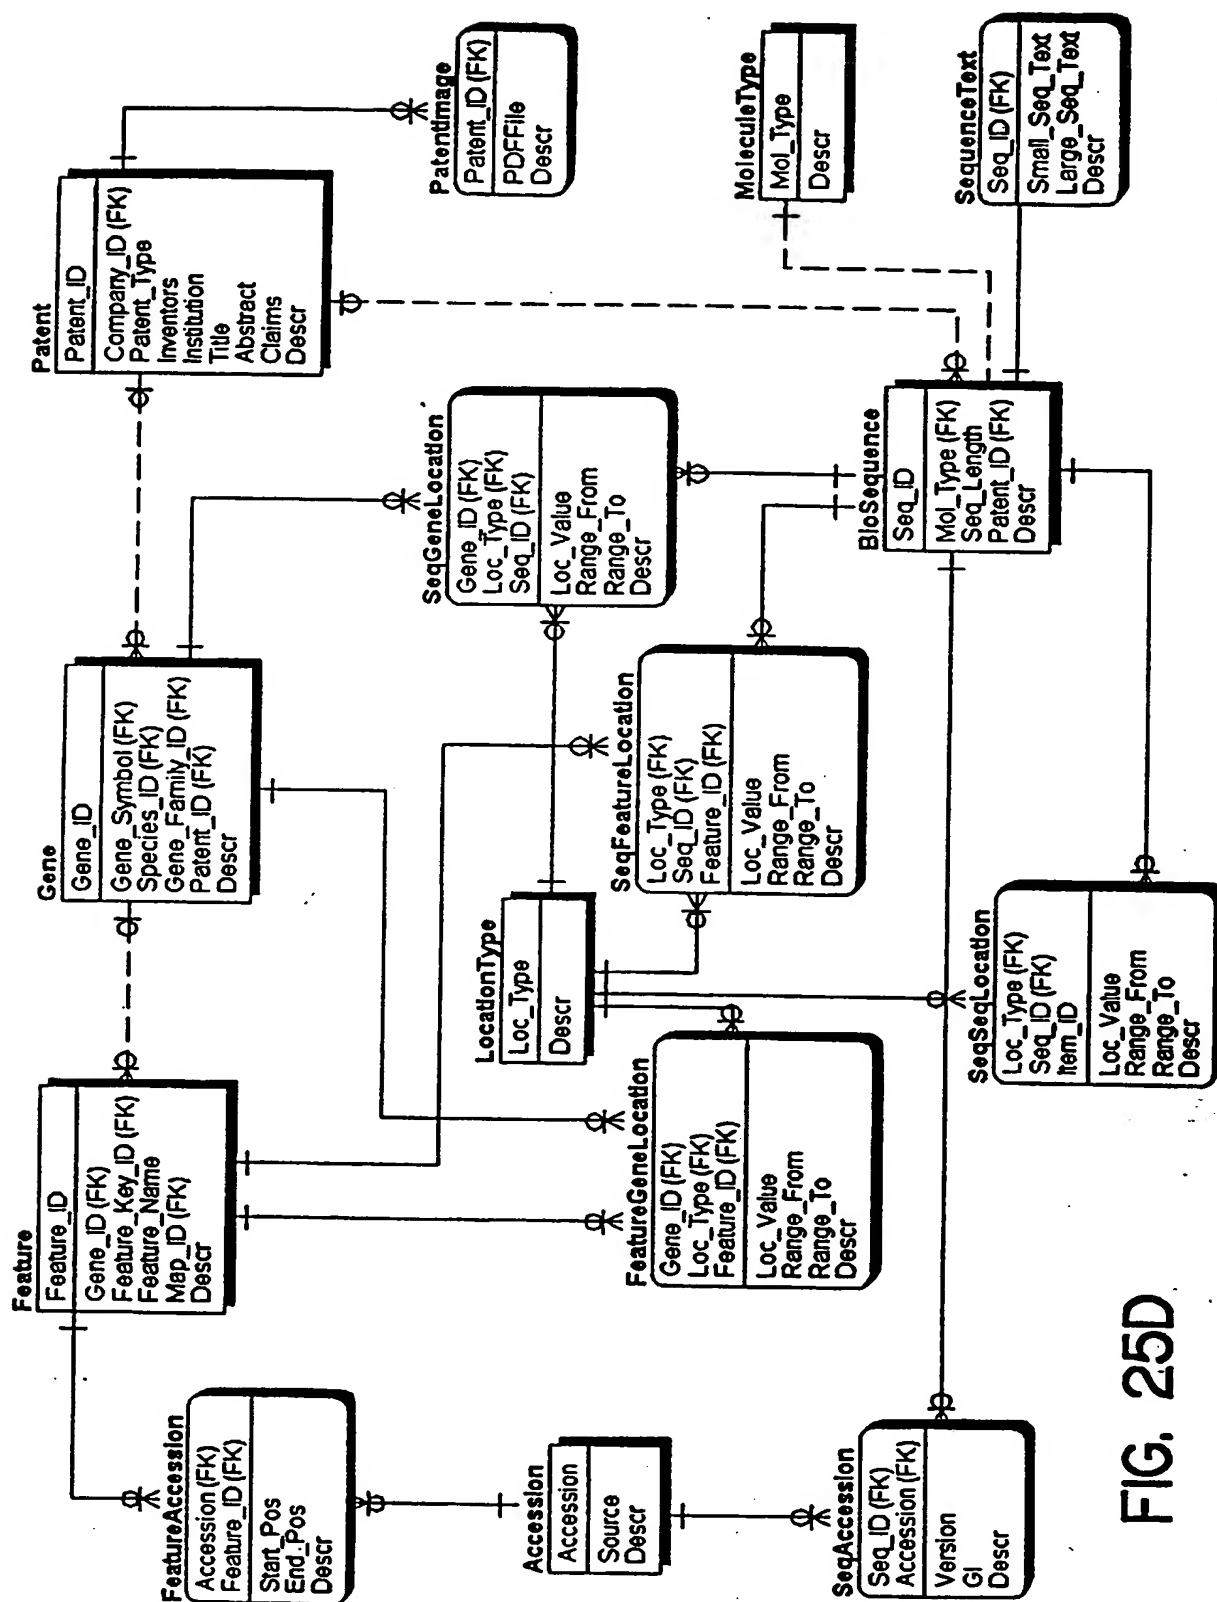 Feature
Feature_ID
Gene_ID (FK)
Feature_Key_ID (FK)
Feature_Name
Map_ID (FK)
Descr
Gene
Gene_ID
Gene_Symbol (FK)
Species_ID (FK)
Gene_Family_ID (FK)
Patent_ID (FK)
Descr
Patent
Patent_ID
Company_ID (FK)
Patent_Type
Inventors
Institution
Title
Abstract
Claims
Descr
FeatureAccession
Accession (FK)
Feature_ID (FK)
Start_Pos
End_Pos
Descr
PatentImage
Patent_ID (FK)
PDFFile
Descr
SeqGeneLocation
Gene_ID (FK)
Loc_Type (FK)
Seq_ID (FK)
Loc_Value
Range_From
Range_To
Descr
LocationType
Loc_Type
Descr
Accession
Accession
Source
Descr
FeatureGeneLocation
Gene_ID (FK)
Loc_Type (FK)
Feature_ID (FK)
Loc_Value
Range_From
Range_To
Descr
SeqFeatureLocation
Loc_Type (FK)
Seq_ID (FK)
Feature_ID (FK)
Loc_Value
Range_From
Range_To
Descr
MoleculeType
Mol_Type
Descr
SeqAccession
Seq_ID (FK)
Accession (FK)
Version
GI
Descr
SeqSeqLocation
Loc_Type (FK)
Seq_ID (FK)
Item_ID
Loc_Value
Range_From
Range_To
Descr
BioSequence
Seq_ID
Mol_Type (FK)
Seq_Length
Patent_ID (FK)
Descr
SequenceText
Seq_ID (FK)
Small_Seq_Text
Large_Seq_Text
Descr
FIG. 25D